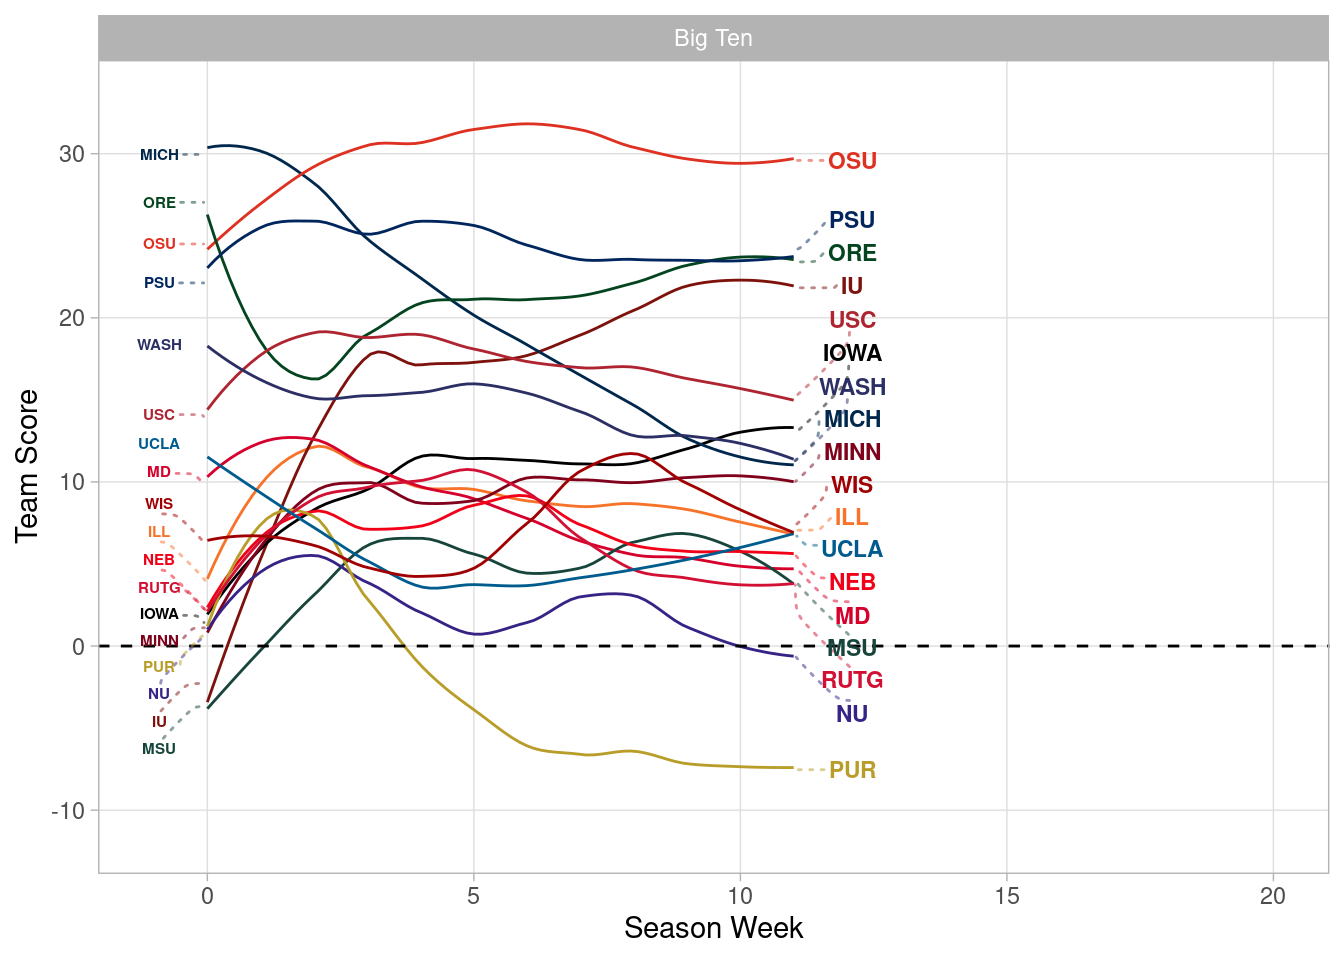 Big Ten
Team Score
30
20
10
0
-10
MICH
ORE
OSU
PSU
WASH
USC
UCLA
MD
WIS
ILL
NEB
RUTG
IOWA
MINN
PUR
NU
IU
MSU
OSU
PSU
ORE
IU
USC
IOWA
WASH
MICH
MINN
WIS
ILL
UCLA
NEB
MD
MSU
RUTG
NU
PUR
0 5 10 15 20
Season Week